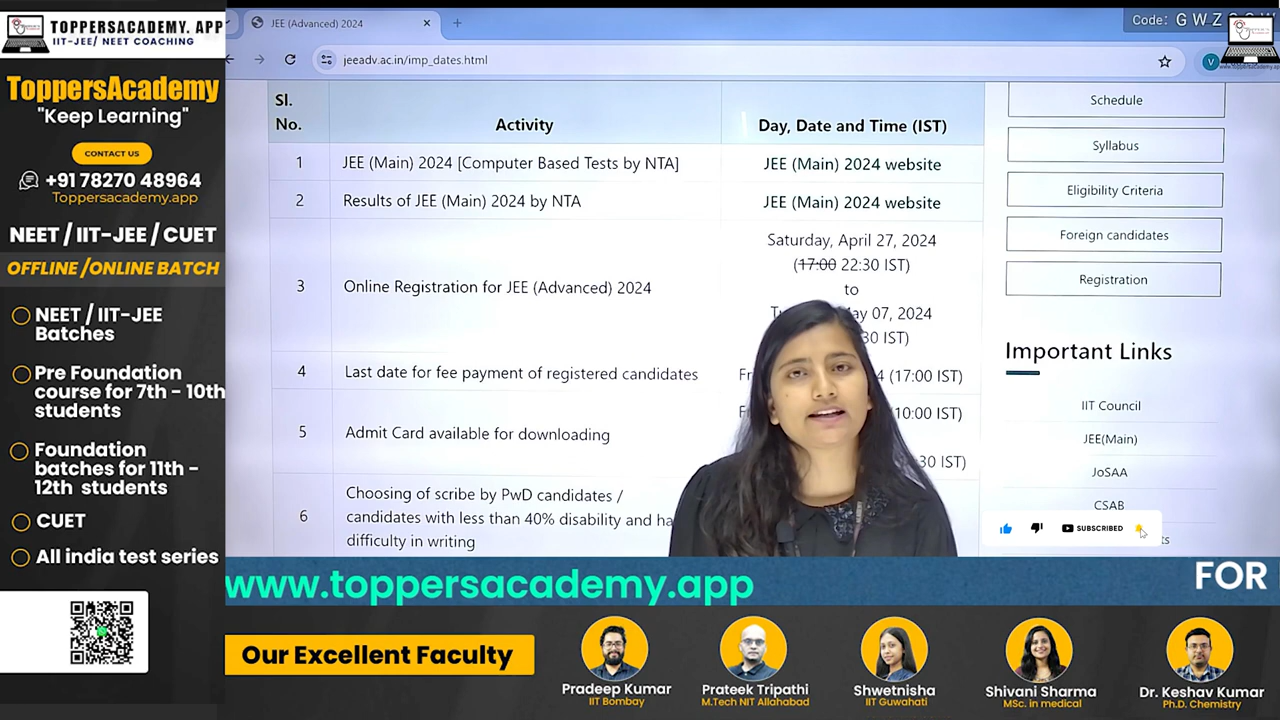 TOPPERSACADEMY. APP
IIT-JEE/ NEET COACHING
ToppersAcademy
"Keep Learning"
CONTACT US
+91 78270 48964
Toppersacademy.app
NEET / IIT-JEE / CUET
OFFLINE /ONLINE BATCH
NEET / IIT-JEE
Batches
Pre Foundation
course for 7th - 10th
students
Foundation
batches for 11th -
12th students
CUET
All india test series
JEE (Advanced) 2024
Code: G W Z
jeeadv.ac.in/imp_dates.html
V
Sl.
No.
Activity
Day, Date and Time (IST)
1
JEE (Main) 2024 [Computer Based Tests by NTA]
JEE (Main) 2024 website
2
Results of JEE (Main) 2024 by NTA
JEE (Main) 2024 website
3
Online Registration for JEE (Advanced) 2024
Saturday, April 27, 2024
(17:00 22:30 IST)
to
07, 2024
IST)
4
Last date for fee payment of registered candidates
(17:00 IST)
5
Admit Card available for downloading
10:00 IST)
IST)
6
Choosing of scribe by PwD candidates /
candidates with less than 40% disability and
difficulty in writing
Schedule
Syllabus
Eligibility Criteria
Foreign candidates
Registration
Important Links
IIT Council
JEE(Main)
JoSAA
CSAB
SUBSCRIBED
www.toppersacademy.app
FOR
Our Excellent Faculty
Pradeep Kumar
IIT Bombay
Prateek Tripathi
M.Tech NIT Allahabad
Shwetnisha
IIT Guwahati
Shivani Sharma
MSc. in medical
Dr. Keshav Kumar
Ph.D. Chemistry